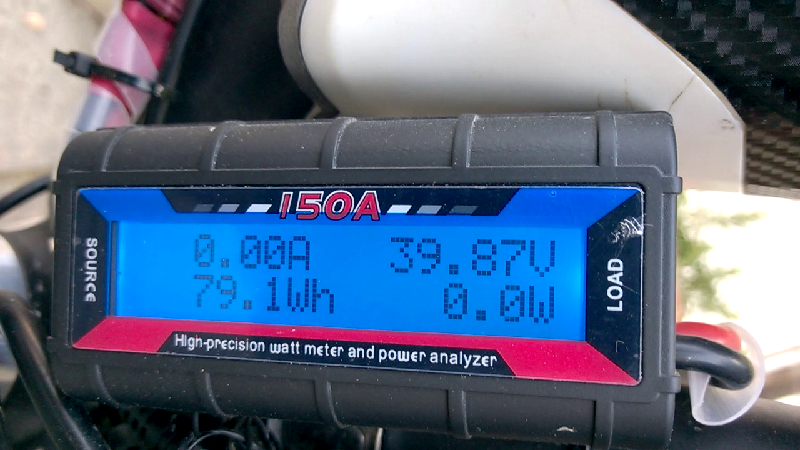 150A
SOURCE
0.00A 39.87V
79.1Wh 0.0W
LOAD
High-precision watt meter and power analyzer